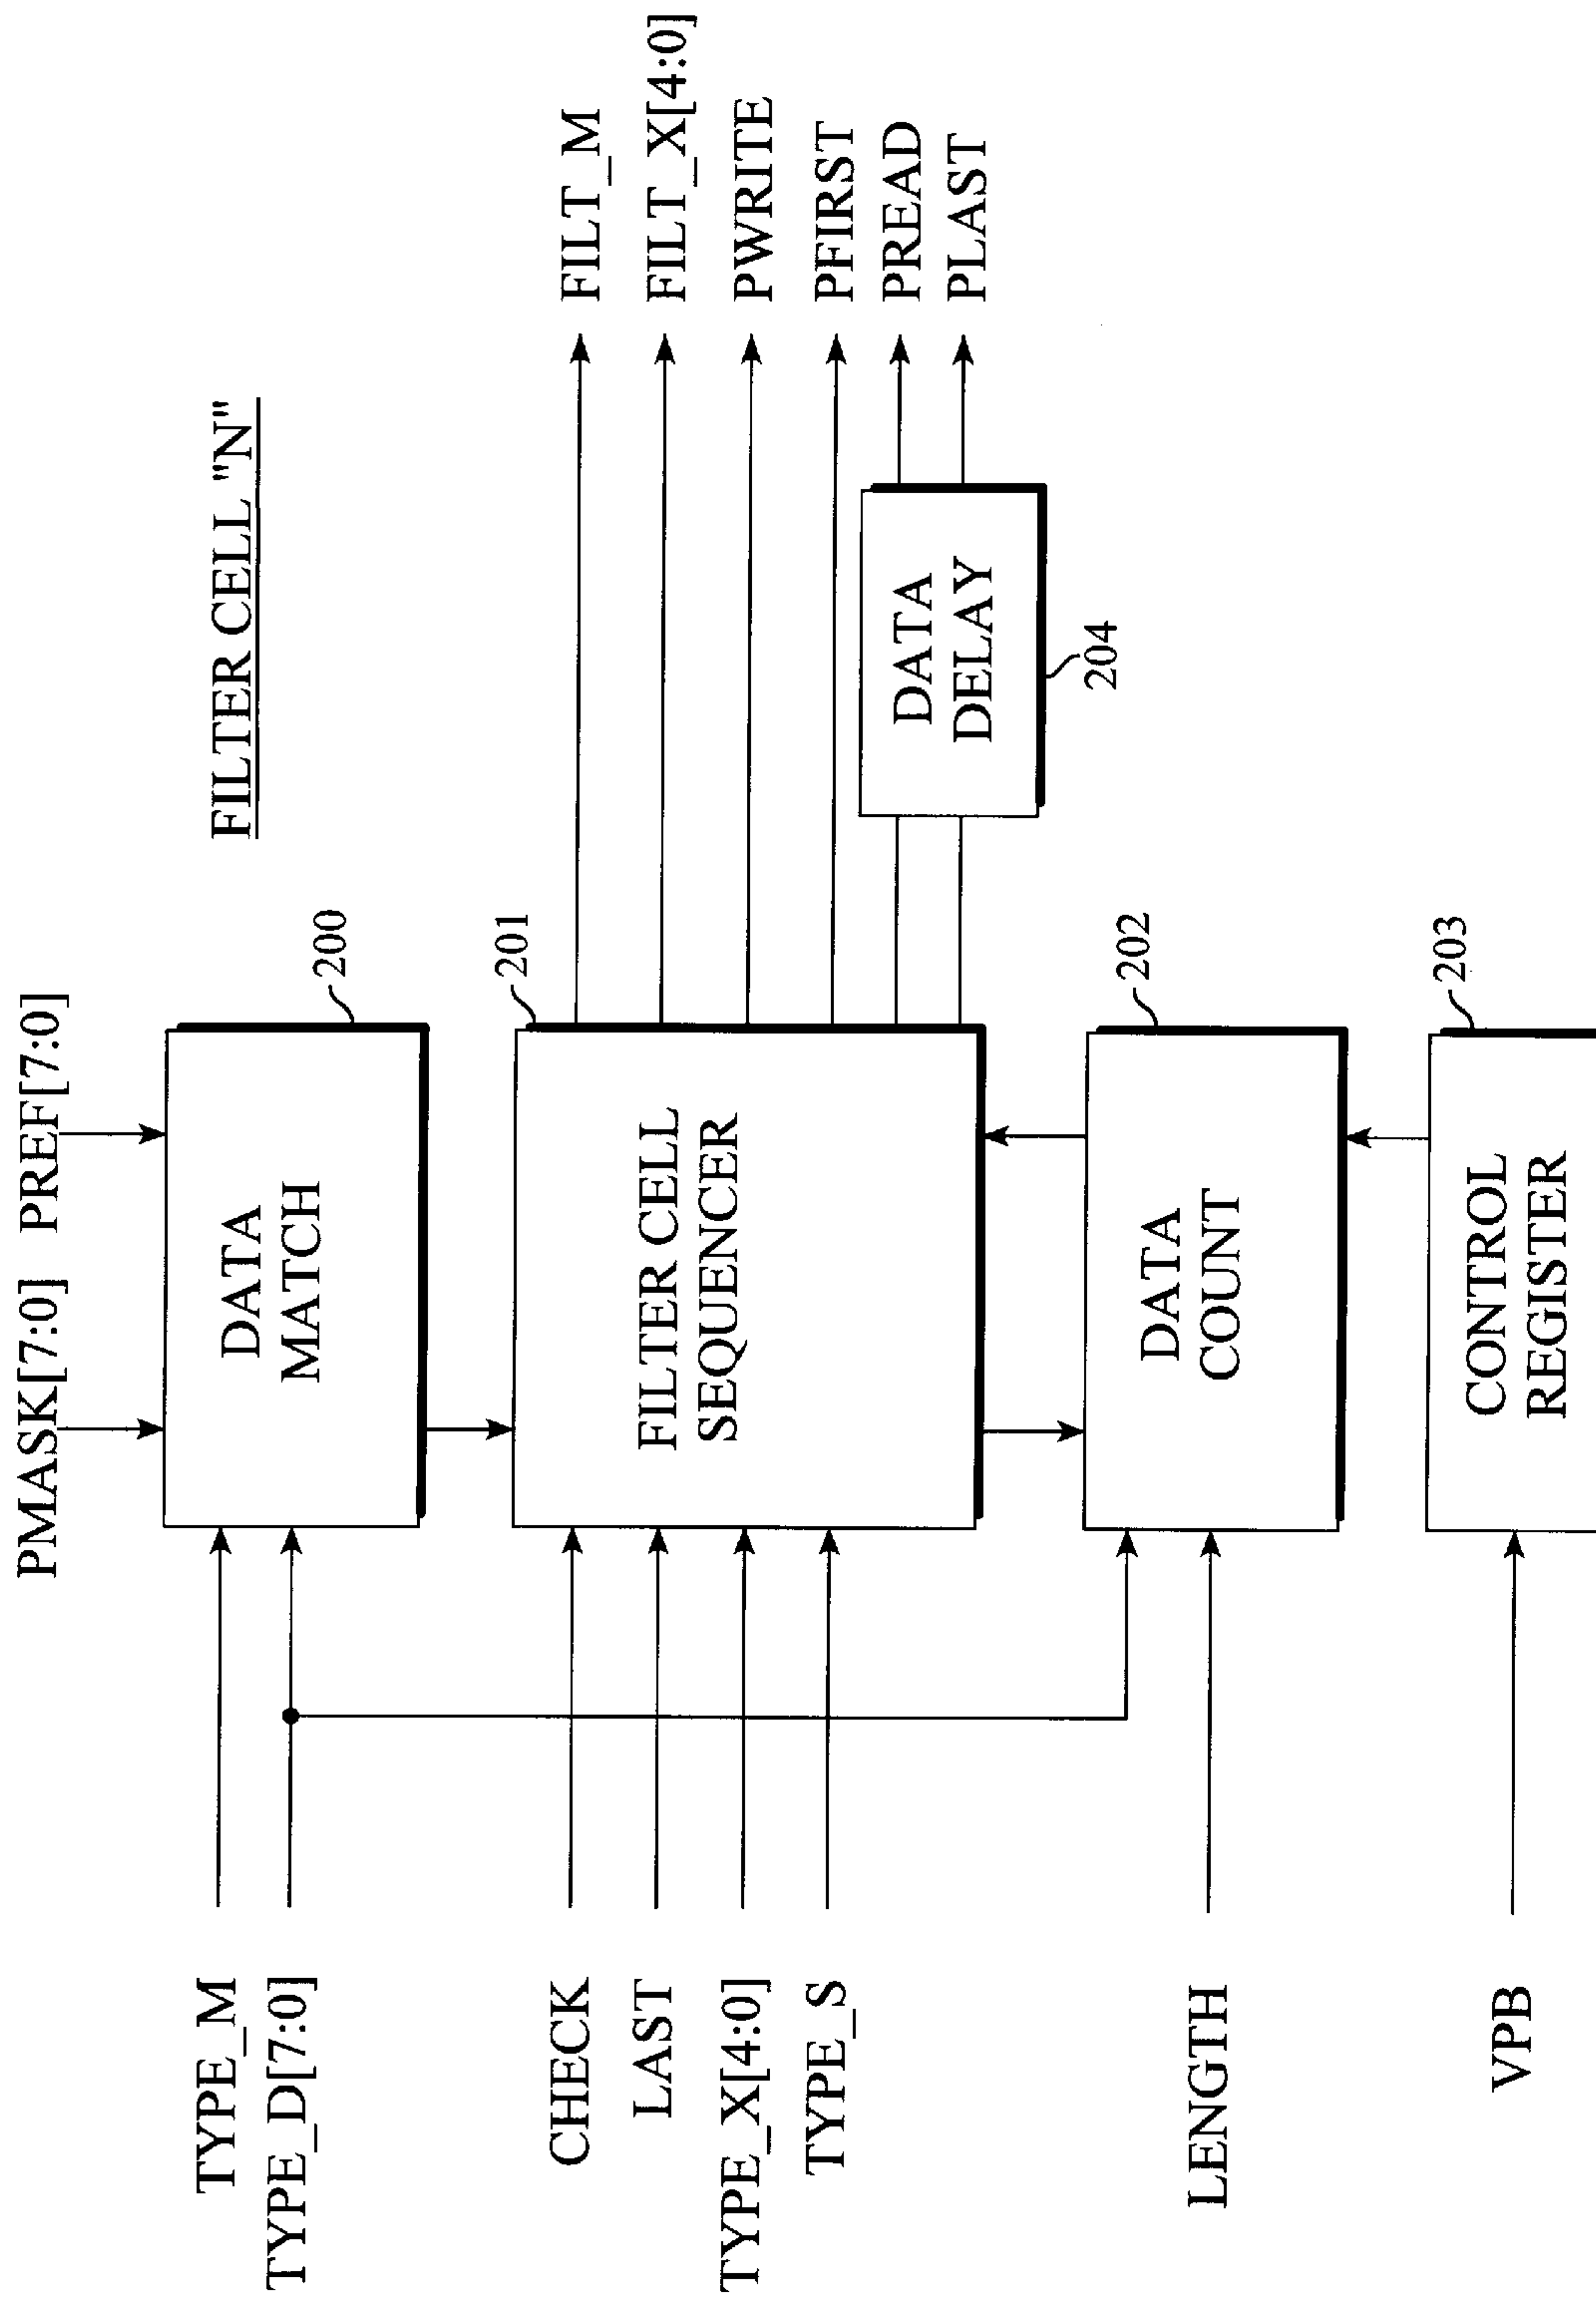 FILTER CELL "N"
PMASK[7:0]
PREF[7:0]
TYPE_M
TYPE_D[7:0]
DATA
MATCH
200
CHECK
LAST
TYPE_X[4:0]
TYPE_S
FILTER CELL
SEQUENCER
201
FILT_M
FILT_X[4:0]
PWRITE
PFIRST
PREAD
PLAST
DATA
DELAY
204
LENGTH
DATA
COUNT
202
VPB
CONTROL
REGISTER
203